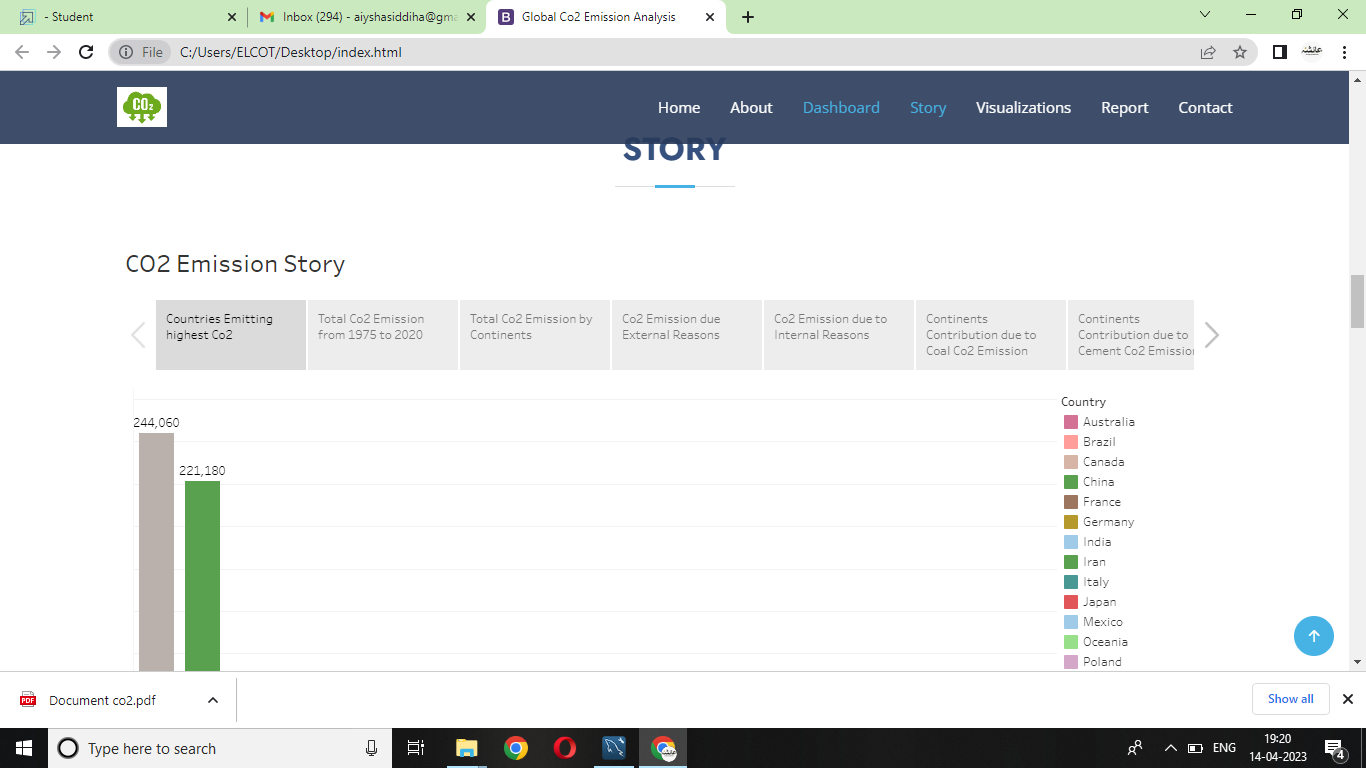 - Student
Inbox (294) - aiyshasiddiha@gma
Global Co2 Emission Analysis
File
C:/Users/ELCOT/Desktop/index.html
عائشہ
CO2
Home
About
Dashboard
Story
Visualizations
Report
Contact
STORY
CO2 Emission Story
Countries Emitting
highest Co2
Total Co2 Emission
from 1975 to 2020
Total Co2 Emission by
Continents
Co2 Emission due
External Reasons
Co2 Emission due to
Internal Reasons
Continents
Contribution due to
Coal Co2 Emission
Continents
Contribution due to
Cement Co2 Emission
244,060
221,180
Country
Australia
Brazil
Canada
China
France
Germany
India
Iran
Italy
Japan
Mexico
Oceania
Poland
PDF
Document co2.pdf
Show all
Type here to search
ENG
19:20
14-04-2023
4